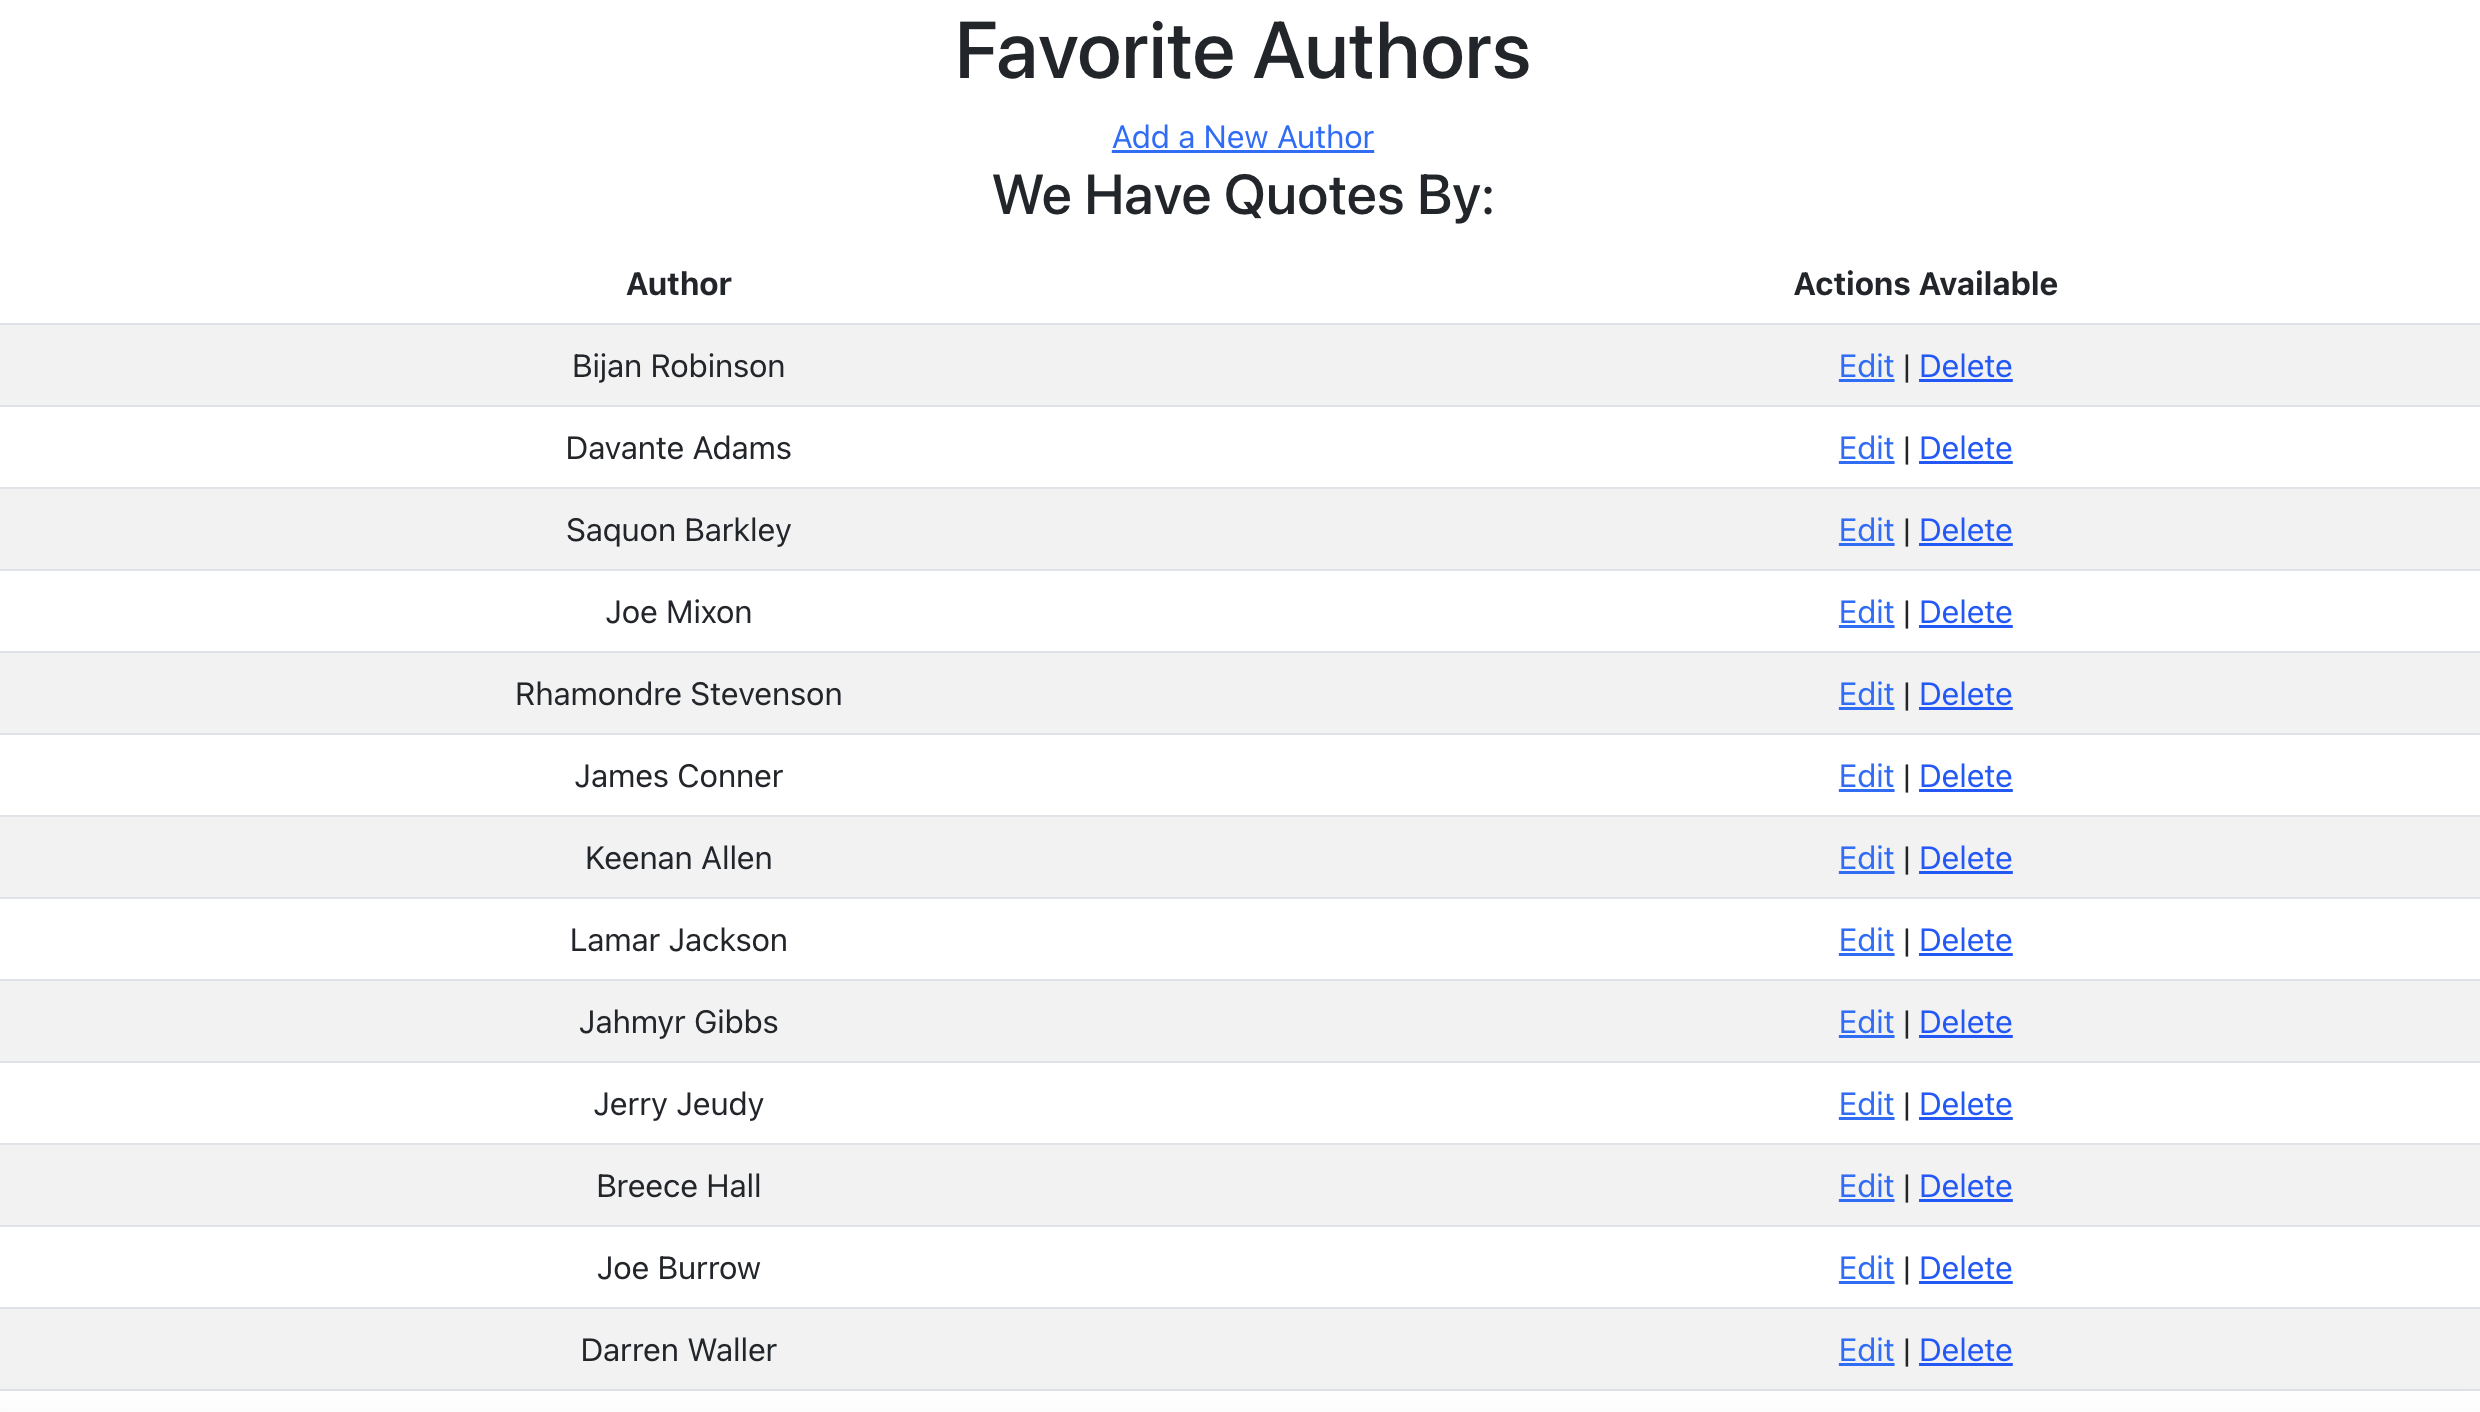 Favorite Authors
Add a New Author
We Have Quotes By:
Author Actions Available
Bijan Robinson Edit | Delete
Davante Adams Edit | Delete
Saquon Barkley Edit | Delete
Joe Mixon Edit | Delete
Rhamondre Stevenson Edit | Delete
James Conner Edit | Delete
Keenan Allen Edit | Delete
Lamar Jackson Edit | Delete
Jahmyr Gibbs Edit | Delete
Jerry Jeudy Edit | Delete
Breece Hall Edit | Delete
Joe Burrow Edit | Delete
Darren Waller Edit | Delete